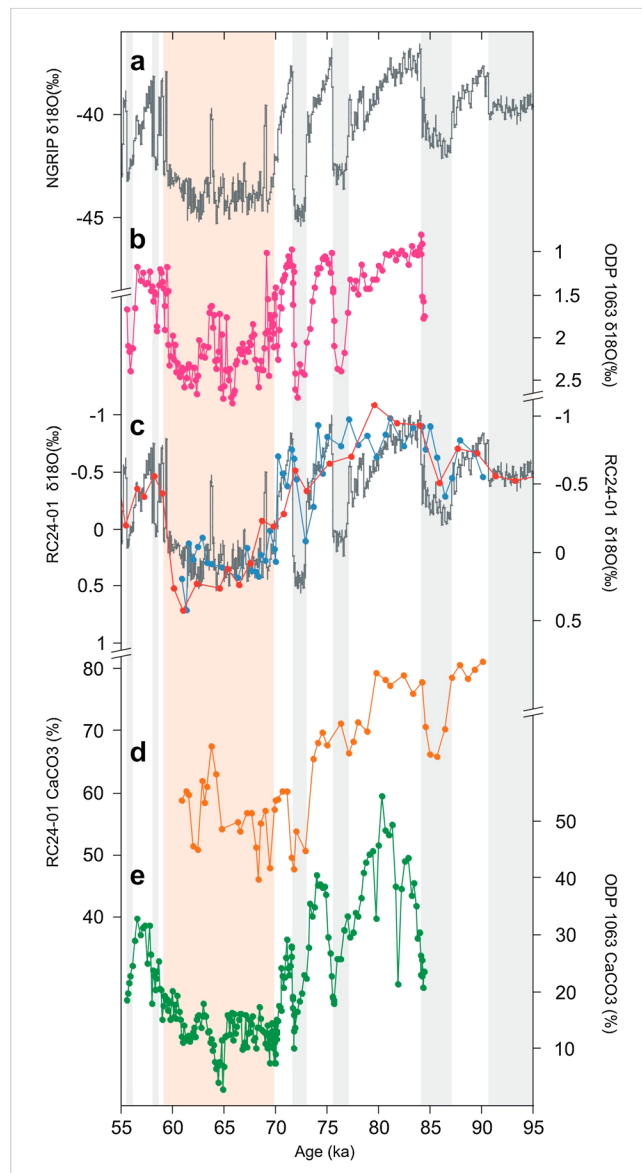 a
NGRIP δ18O(‰)
-40
-45
b
ODP 1063 δ18O(‰)
1
1.5
2
2.5
c
RC24-01 δ18O(‰)
-1
-0.5
0
0.5
1
RC24-01 δ18O(‰)
-1
-0.5
0
0.5
d
RC24-01 CaCO3 (%)
80
70
60
50
40
e
ODP 1063 CaCO3 (%)
50
40
30
20
10
55 60 65 70 75 80 85 90 95
Age (ka)